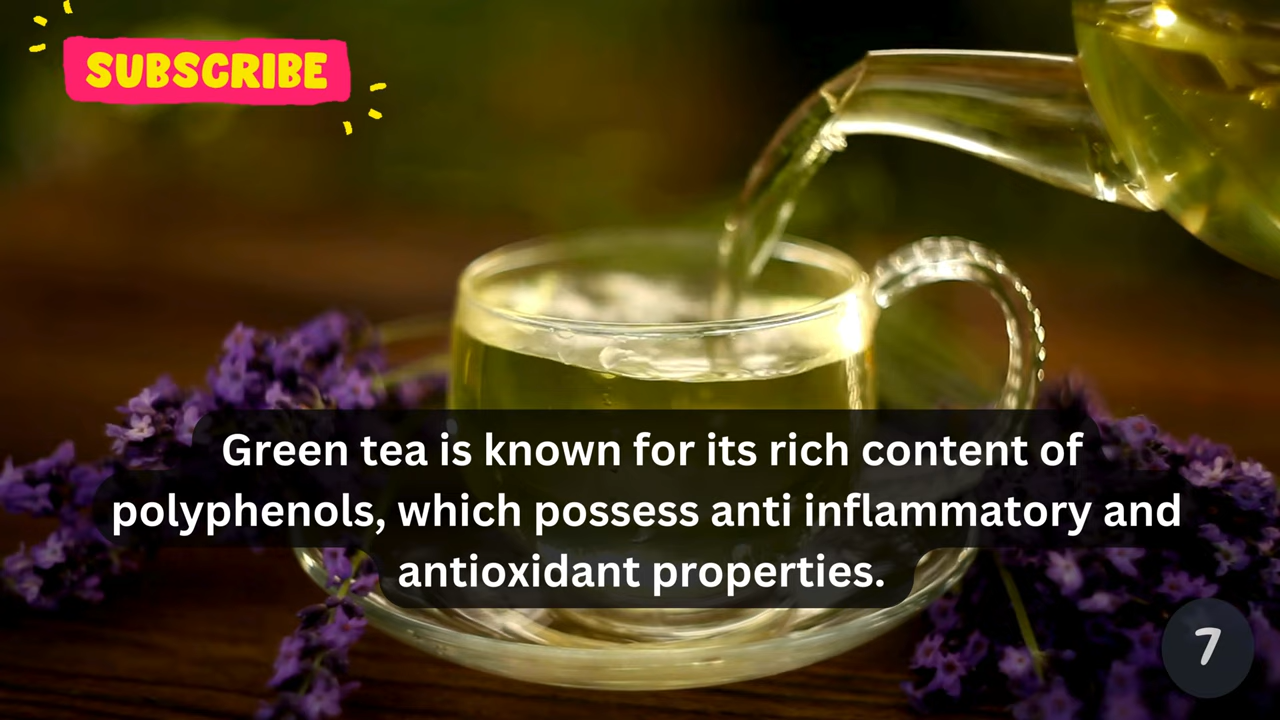 SUBSCRIBE
Green tea is known for its rich content of
polyphenols, which possess anti inflammatory and
antioxidant properties.
7